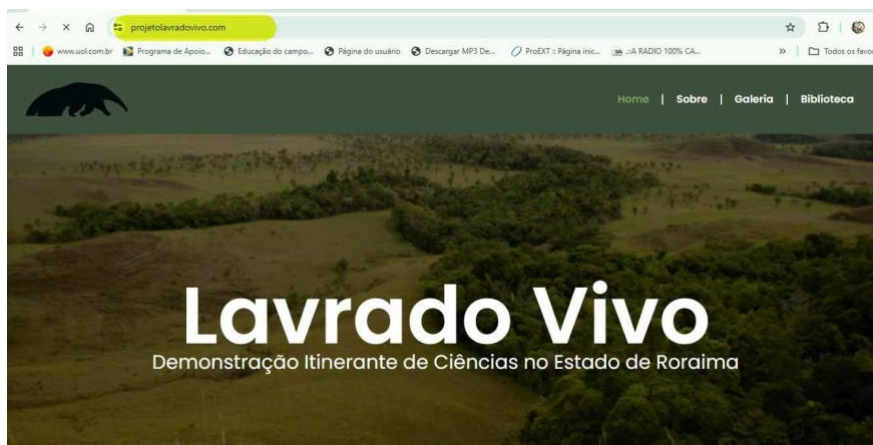 projetolavradovivo.com
www.uol.com.br Programa de Apoio... Educação do campo... Página do usuário Descargar MP3 De... ProEXT :: Página inic... .:A RADIO 100% CA... » Todos os favo
Home | Sobre | Galeria | Biblioteca
Lavrado Vivo
Demonstração Itinerante de Ciências no Estado de Roraima